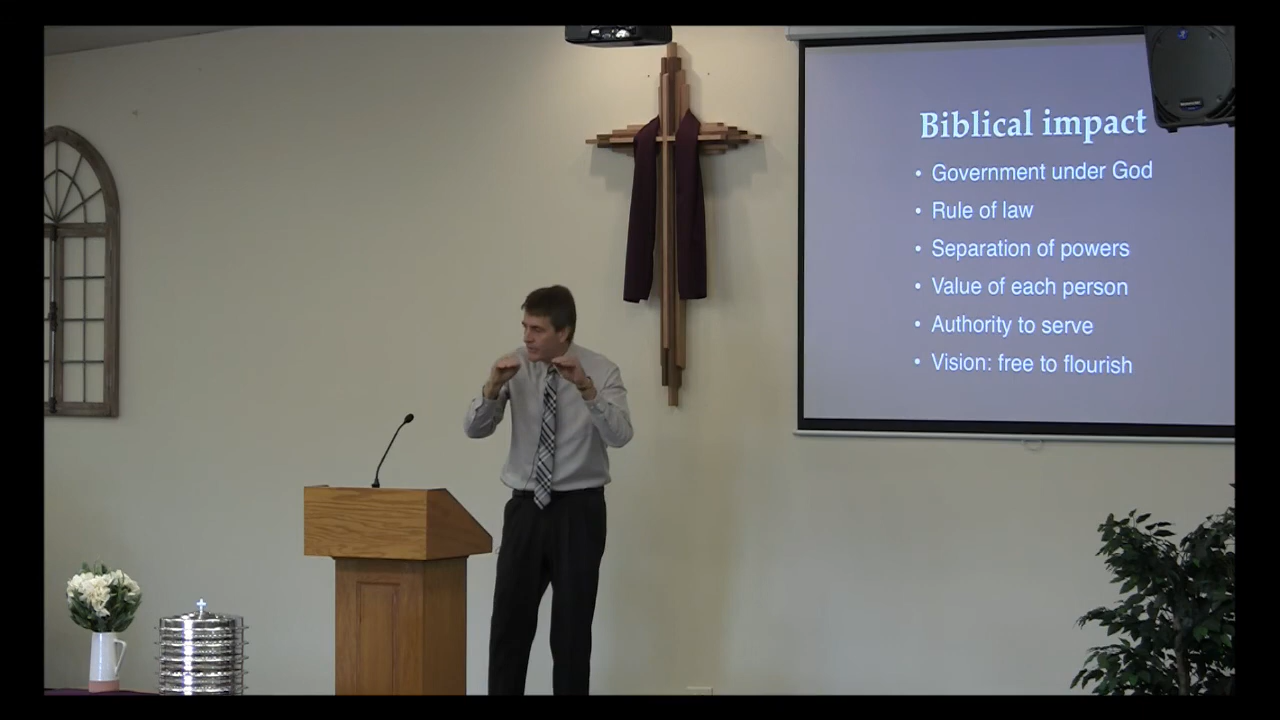 Biblical impact
• Government under God
• Rule of law
• Separation of powers
• Value of each person
• Authority to serve
• Vision: free to flourish